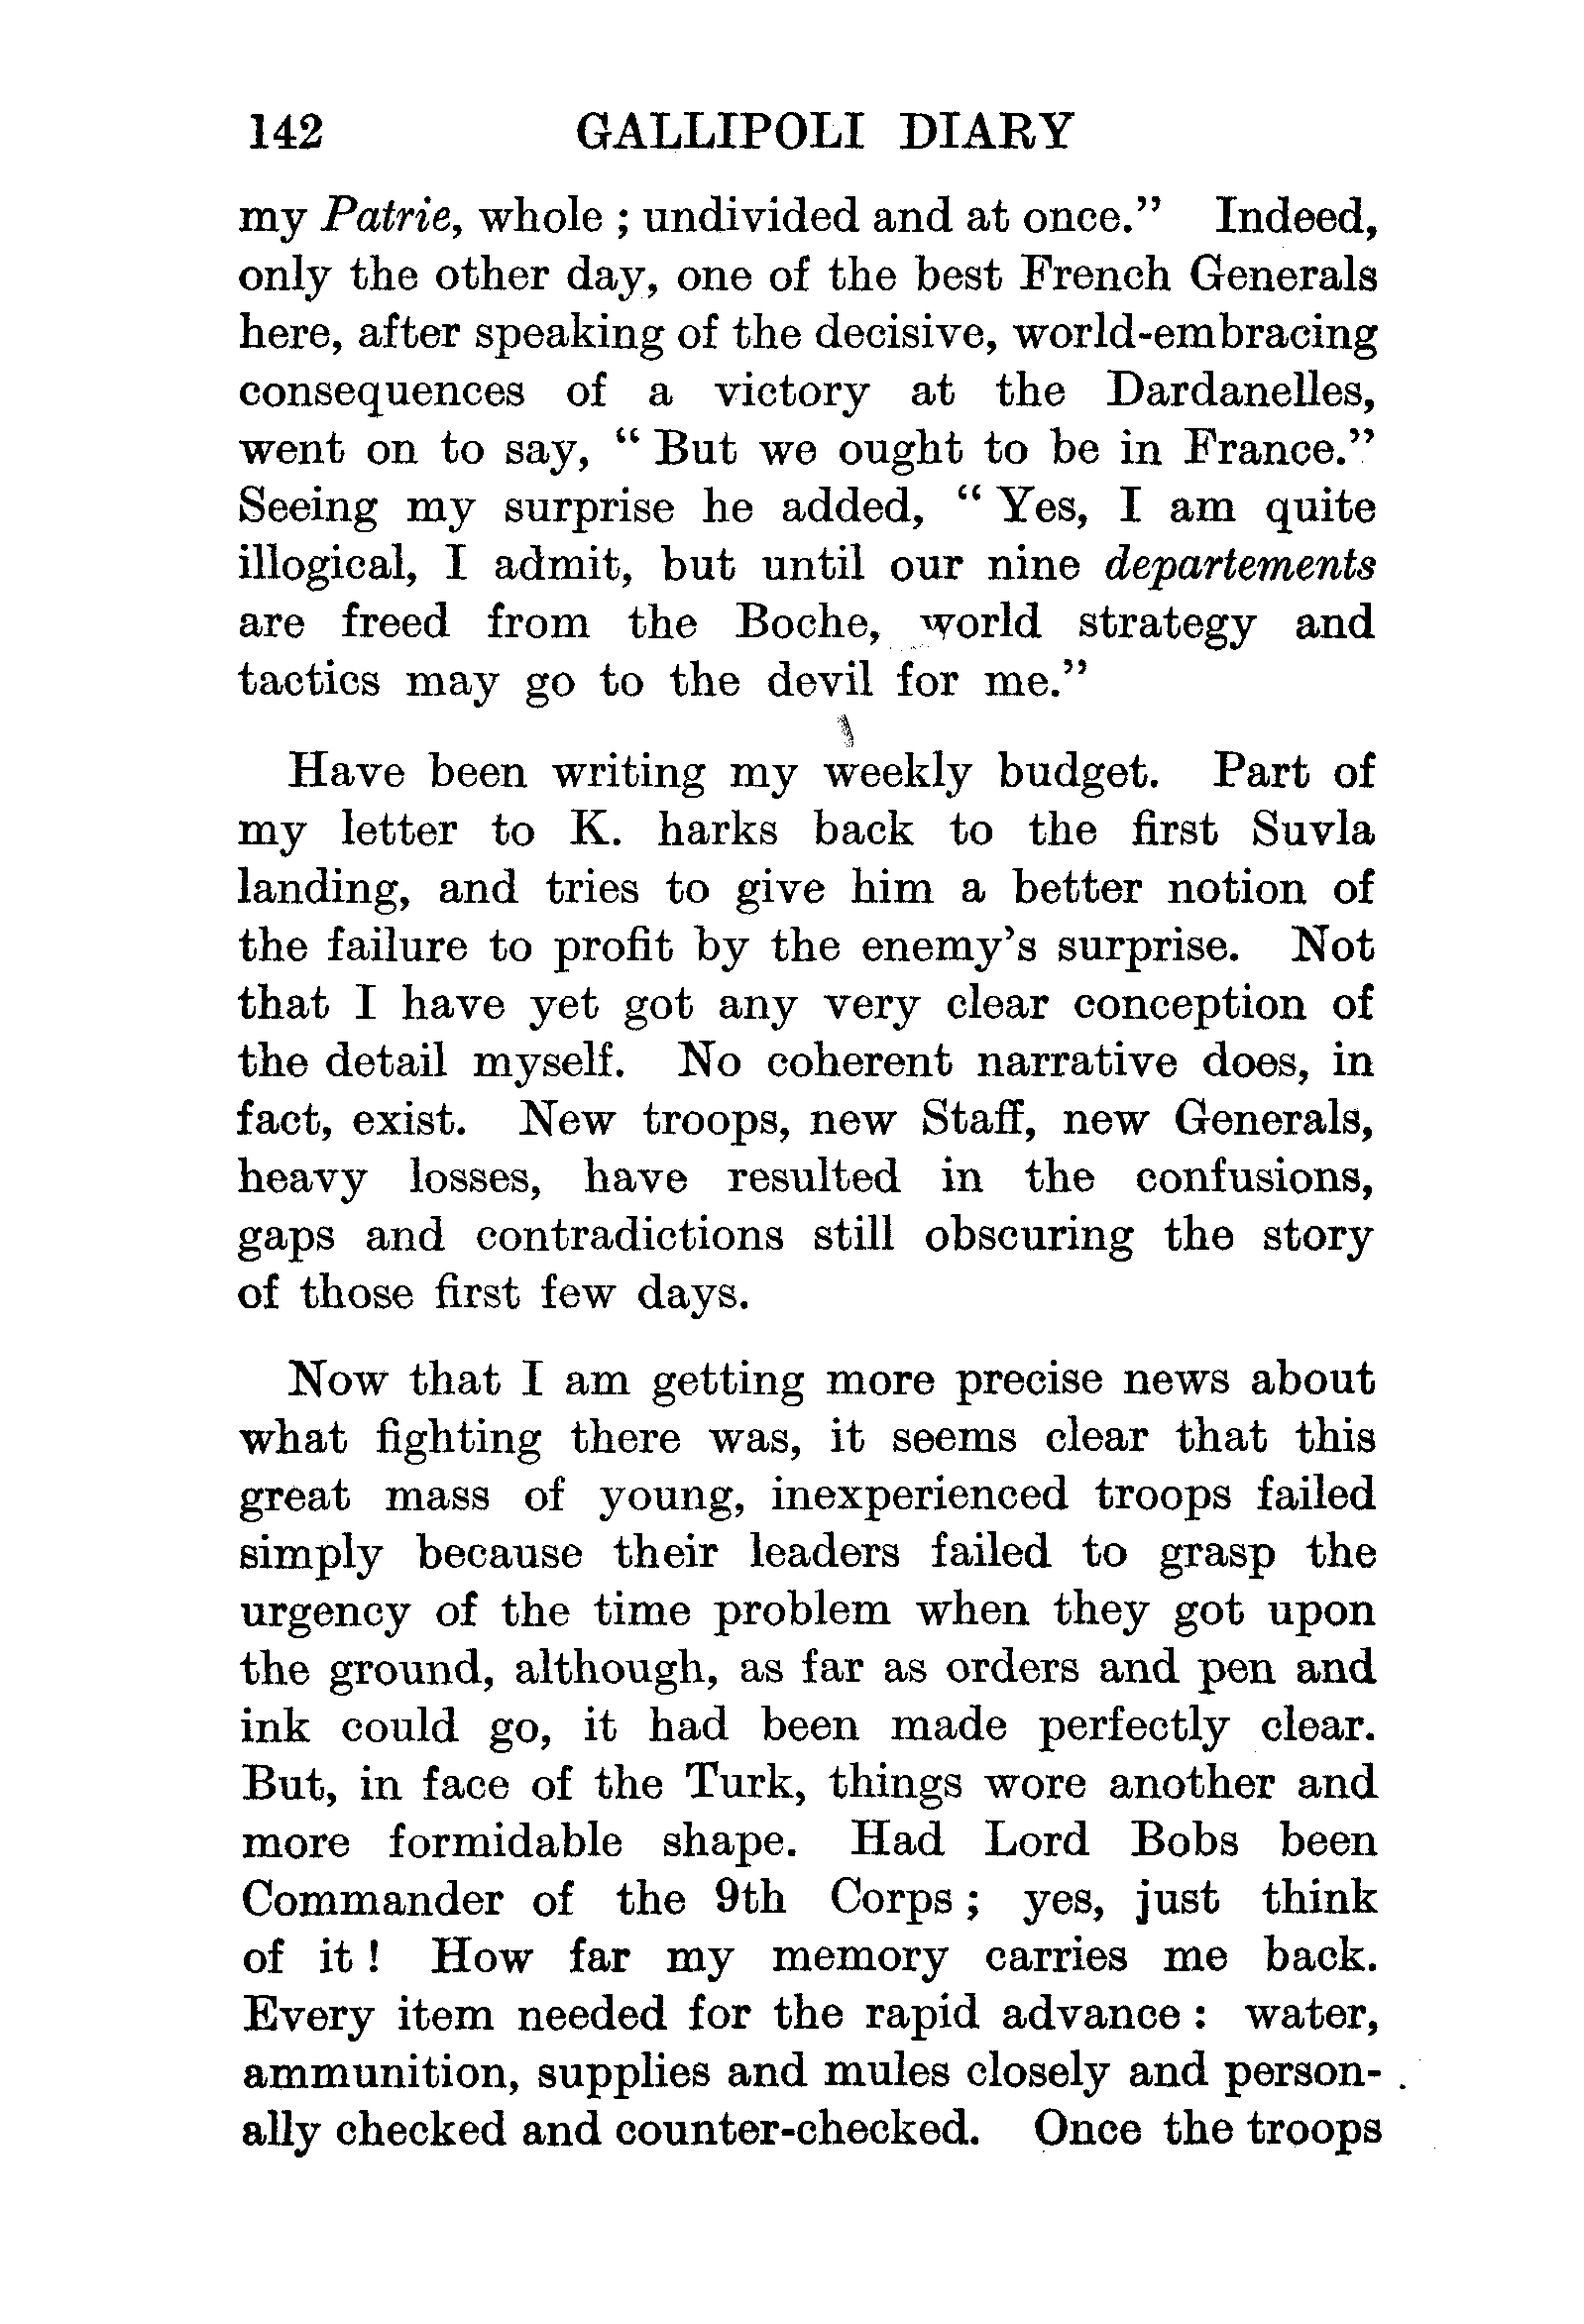 142 GALLIPOLI DIARY
my Patrie, whole ; undivided and at once.” Indeed,
only the other day, one of the best French Generals
here, after speaking of the decisive, world-embracing
consequences of a victory at the Dardanelles,
went on to say, “ But we ought to be in France.”
Seeing my surprise he added, “ Yes, I am quite
illogical, I admit, but until our nine departements
are freed from the Boche, world strategy and
tactics may go to the devil for me.”
Have been writing my weekly budget. Part of
my letter to K. harks back to the first Suvla
landing, and tries to give him a better notion of
the failure to profit by the enemy’s surprise. Not
that I have yet got any very clear conception of
the detail myself. No coherent narrative does, in
fact, exist. New troops, new Staff, new Generals,
heavy losses, have resulted in the confusions,
gaps and contradictions still obscuring the story
of those first few days.
Now that I am getting more precise news about
what fighting there was, it seems clear that this
great mass of young, inexperienced troops failed
simply because their leaders failed to grasp the
urgency of the time problem when they got upon
the ground, although, as far as orders and pen and
ink could go, it had been made perfectly clear.
But, in face of the Turk, things wore another and
more formidable shape. Had Lord Bobs been
Commander of the 9th Corps ; yes, just think
of it ! How far my memory carries me back.
Every item needed for the rapid advance : water,
ammunition, supplies and mules closely and person-
ally checked and counter-checked. Once the troops